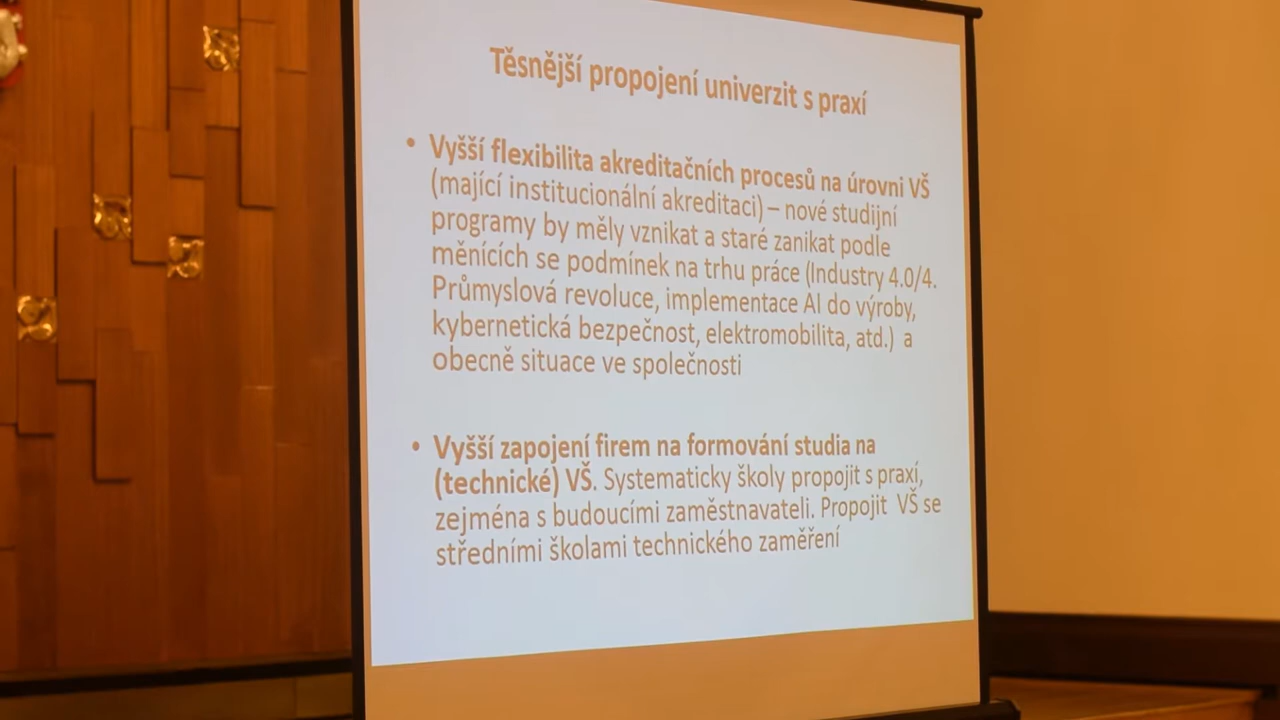 Těsnější propojení univerzit s praxí
• Vyšší flexibilita akreditačních procesů na úrovni VŠ
(mající institucionální akreditaci) – nové studijní
programy by měly vznikat a staré zanikat podle
měnících se podmínek na trhu práce (Industry 4.0/4.
Průmyslová revoluce, implementace AI do výroby,
kybernetická bezpečnost, elektromobilita, atd.) a
obecně situace ve společnosti
• Vyšší zapojení firem na formování studia na
(technické) VŠ. Systematicky školy propojit s praxí,
zejména s budoucími zaměstnavateli. Propojit VŠ se
středními školami technického zaměření